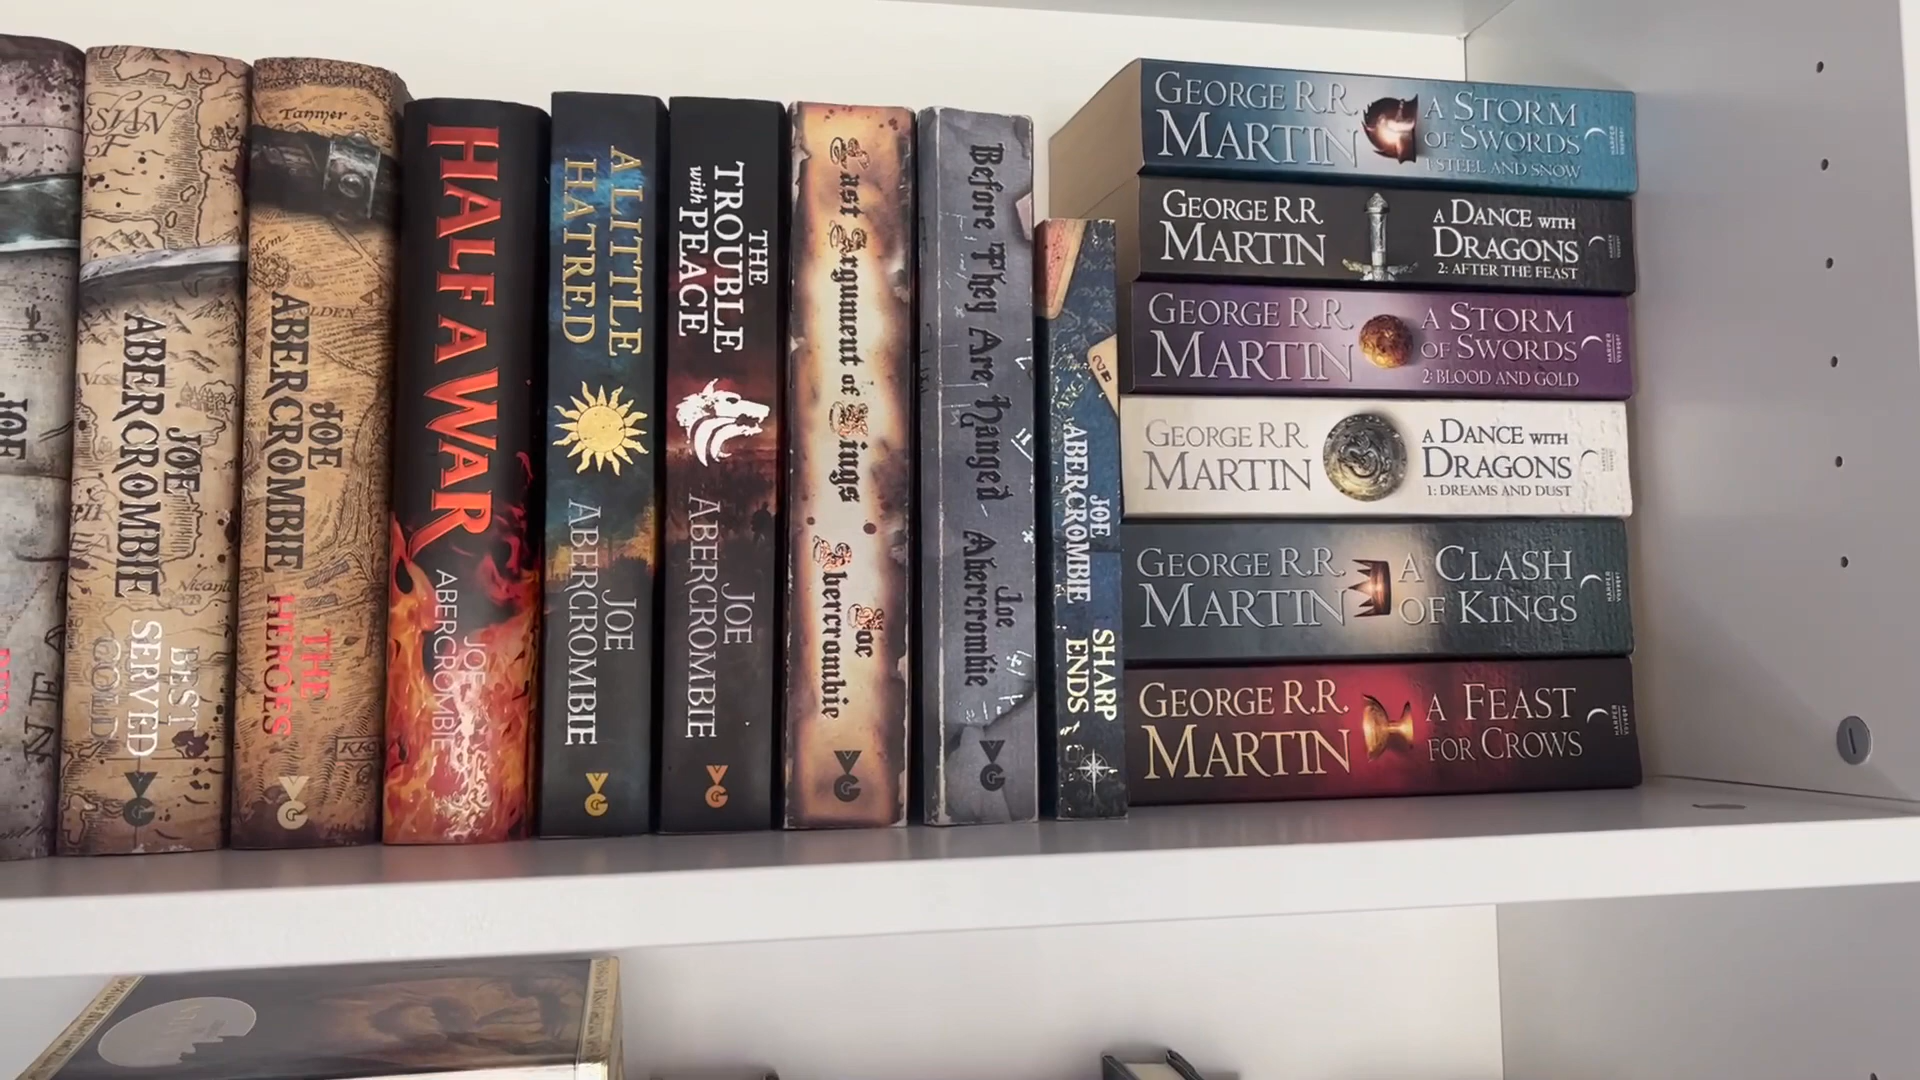 JOE
SIAN
JOE
ABERCROMBIE
BEST
SERVED
COLD
Tanner
JOE
ABERCROMBIE
THE
HEROES
HALF A WAR
JOE
ABERCROMBIE
A LITTLE
HATRED
JOE
ABERCROMBIE
THE
TROUBLE
with PEACE
JOE
ABERCROMBIE
Last Argument of Kings
Joe
Abercrombie
Before They Are Hanged
Joe
Abercrombie
JOE
ABERCROMBIE
SHARP
ENDS
GEORGE R.R.
MARTIN
A STORM
OF SWORDS
1: STEEL AND SNOW
GEORGE R.R.
MARTIN
A DANCE WITH
DRAGONS
2: AFTER THE FEAST
GEORGE R.R.
MARTIN
A STORM
OF SWORDS
2: BLOOD AND GOLD
GEORGE R.R.
MARTIN
A DANCE WITH
DRAGONS
1: DREAMS AND DUST
GEORGE R.R.
MARTIN
A CLASH
OF KINGS
GEORGE R.R.
MARTIN
A FEAST
FOR CROWS